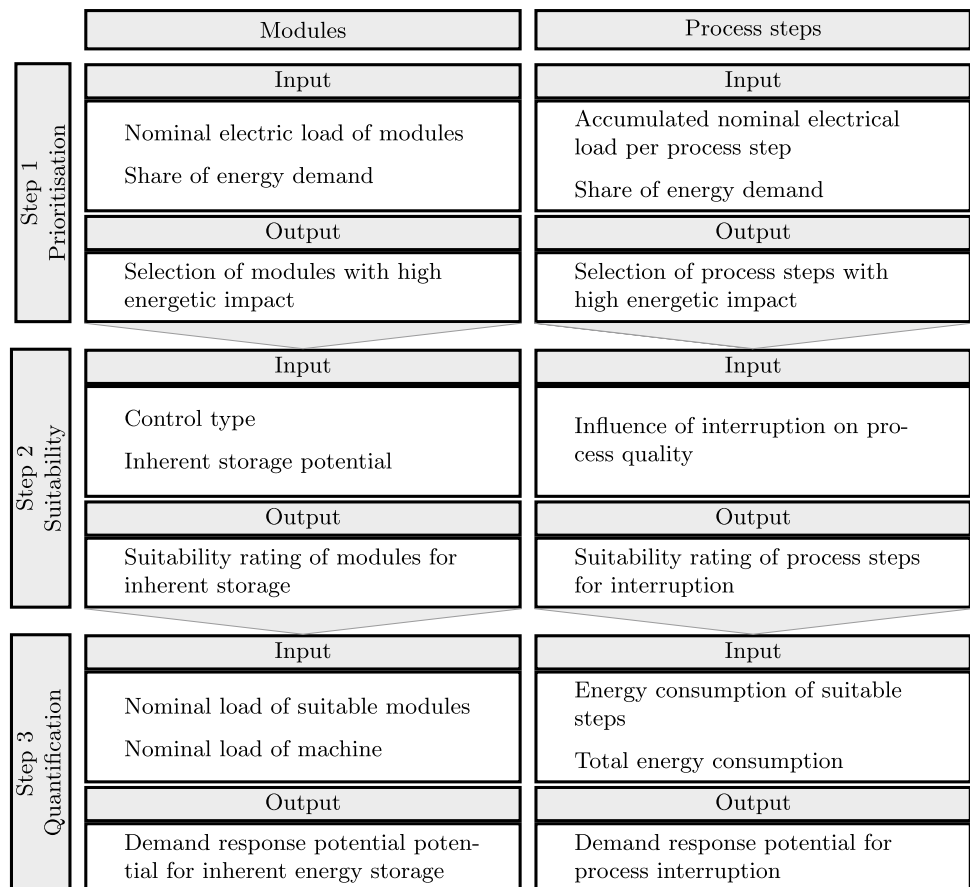 Modules
Process steps
Step 1
Prioritisation
Input
Nominal electric load of modules
Share of energy demand
Output
Selection of modules with high
energetic impact
Input
Accumulated nominal electrical
load per process step
Share of energy demand
Output
Selection of process steps with
high energetic impact
Step 2
Suitability
Input
Control type
Inherent storage potential
Output
Suitability rating of modules for
inherent storage
Input
Influence of interruption on pro-
cess quality
Output
Suitability rating of process steps
for interruption
Step 3
Quantification
Input
Nominal load of suitable modules
Nominal load of machine
Output
Demand response potential poten-
tial for inherent energy storage
Input
Energy consumption of suitable
steps
Total energy consumption
Output
Demand response potential for
process interruption